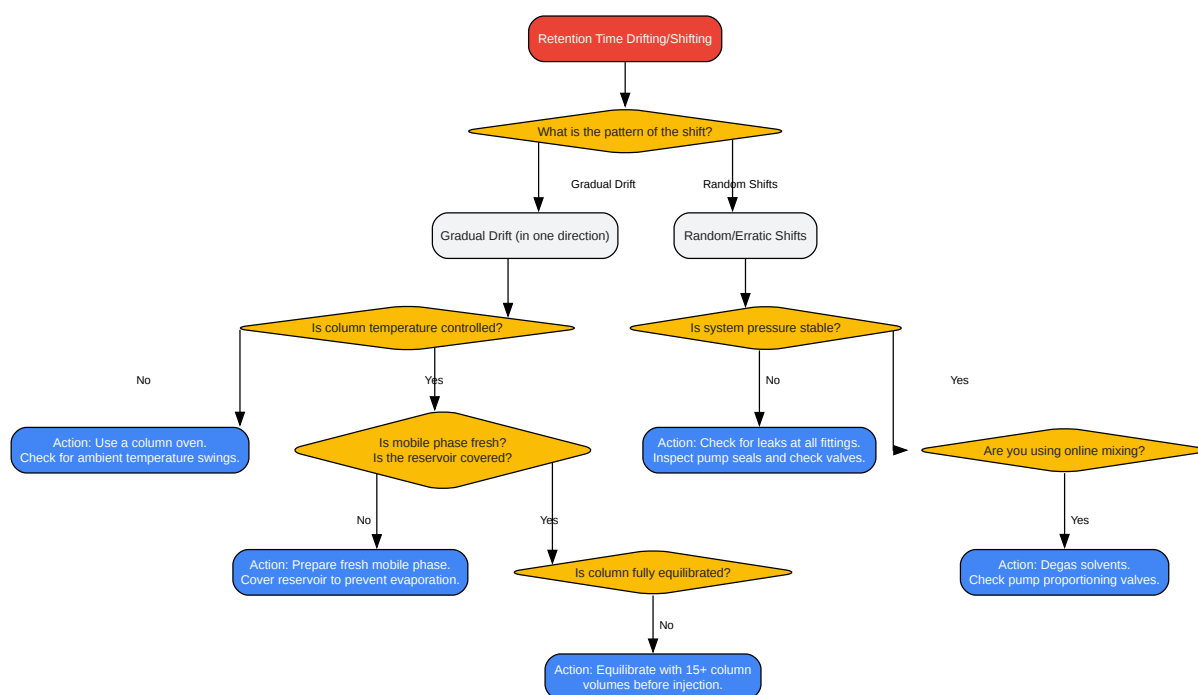 Retention Time Drifting/Shifting
What is the pattern of the shift?
Gradual Drift
Random Shifts
Gradual Drift (in one direction)
Random/Erratic Shifts
Is column temperature controlled?
Is system pressure stable?
No
Yes
No
Yes
Action: Use a column oven.
Check for ambient temperature swings.
Is mobile phase fresh?
Is the reservoir covered?
Action: Check for leaks at all fittings.
Inspect pump seals and check valves.
Are you using online mixing?
No
Yes
Yes
Action: Prepare fresh mobile phase.
Cover reservoir to prevent evaporation.
Is column fully equilibrated?
Action: Degas solvents.
Check pump proportioning valves.
No
Action: Equilibrate with 15+ column
volumes before injection.